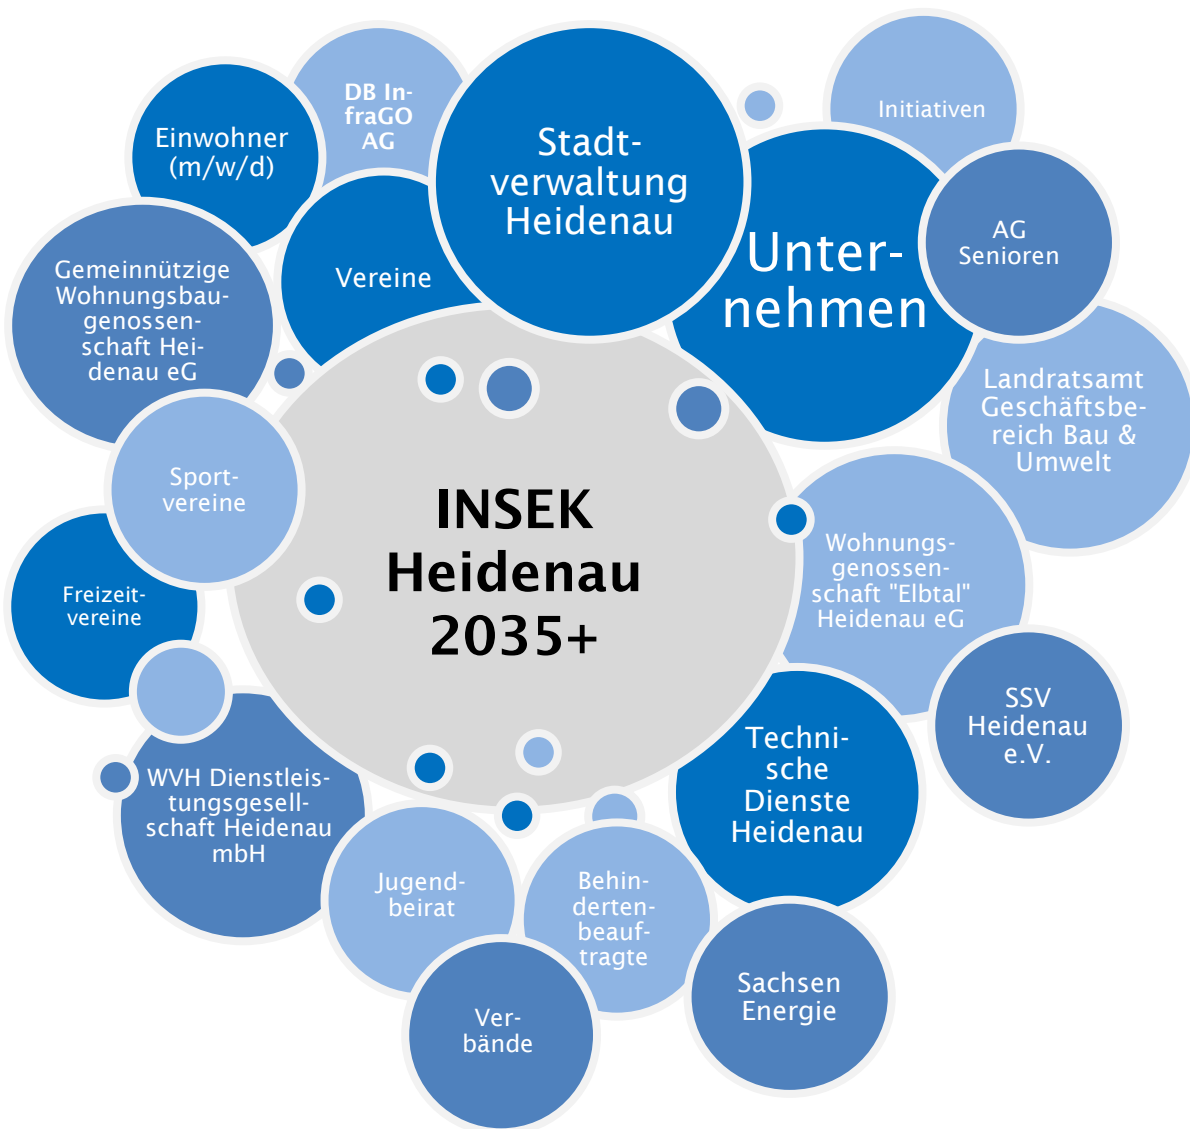 DB In-
fraGO
AG
Einwohner
(m/w/d)
Stadt-
verwaltung
Heidenau
Initiativen
Unter-
nehmen
AG
Senioren
Gemeinnützige
Wohnungsbau-
genossen-
schaft Hei-
denau eG
Vereine
Landratsamt
Geschäftsbe-
reich Bau &
Umwelt
Sport-
vereine
INSEK
Heidenau
2035+
Wohnungs-
genossen-
schaft "Elbtal"
Heidenau eG
Freizeit-
vereine
SSV
Heidenau
e.V.
Techni-
sche
Dienste
Heidenau
WVH Dienstleis-
tungsgesell-
schaft Heidenau
mbH
Jugend-
beirat
Behin-
derten-
beauf-
tragte
Sachsen
Energie
Ver-
bände